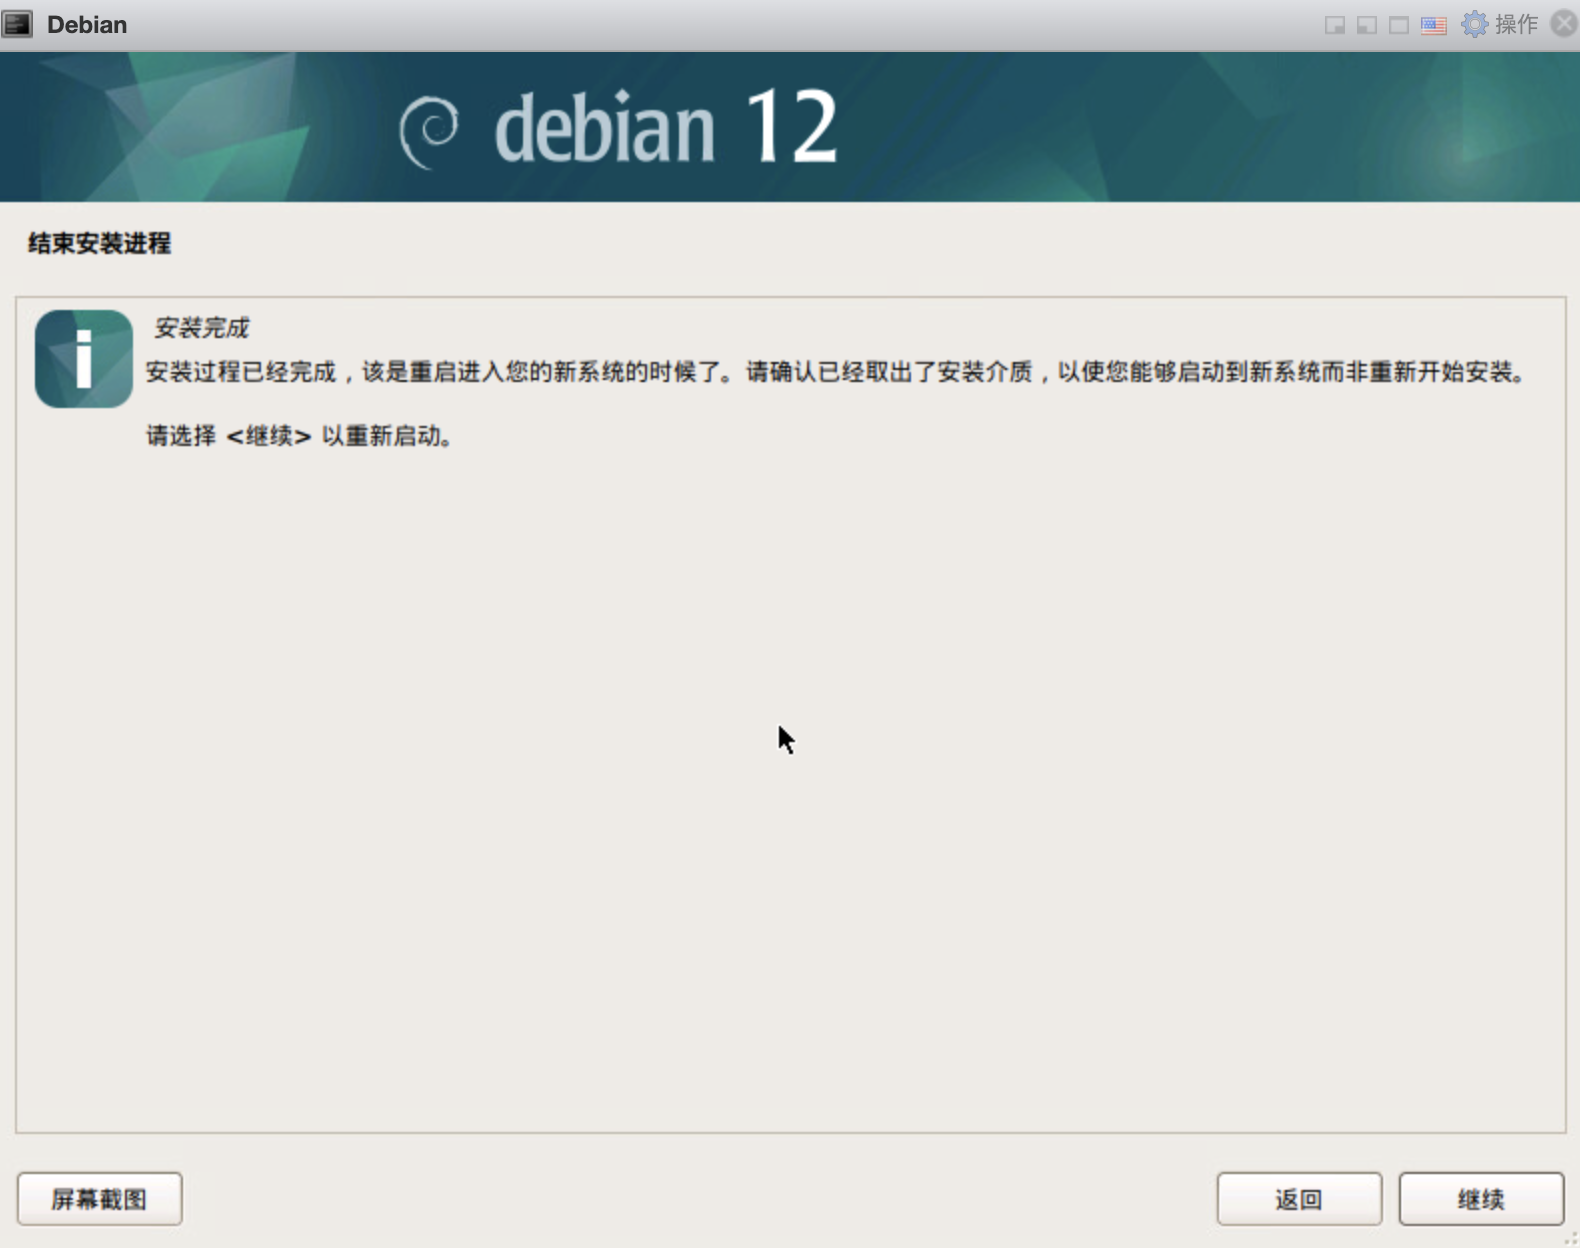 Debian
操作
debian 12
结束安装进程
安装完成
安装过程已经完成，该是重启进入您的新系统的时候了。请确认已经取出了安装介质，以使您能够启动到新系统而非重新开始安装。
请选择 <继续> 以重新启动。
屏幕截图
返回
继续